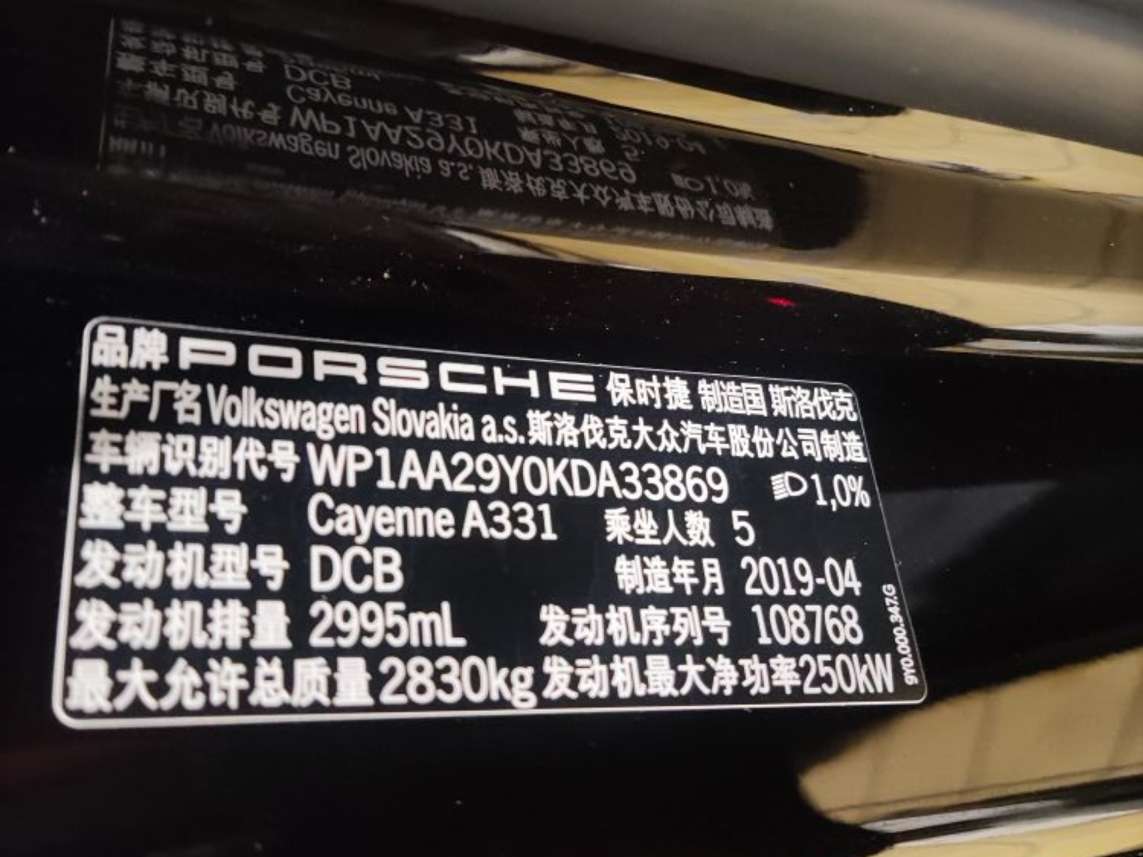 品牌 PORSCHE 保时捷 制造国 斯洛伐克
生产厂名 Volkswagen Slovakia a.s. 斯洛伐克大众汽车股份公司制造
车辆识别代号 WP1AA29Y0KDA33869 1,0%
整车型号 Cayenne A331 乘坐人数 5
发动机型号 DCB 制造年月 2019-04
发动机排量 2995mL 发动机序列号 108768
最大允许总质量 2830kg 发动机最大净功率 250kW
9Y0.000.347.G